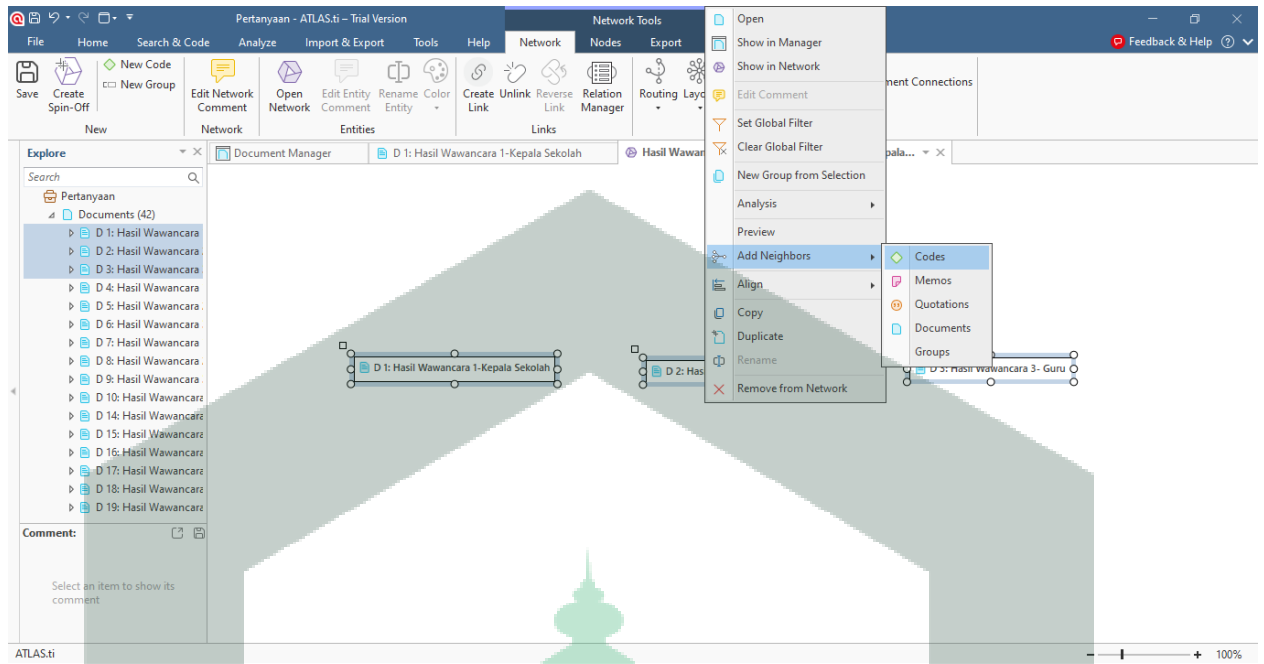 Pertanyaan - ATLAS.ti – Trial Version
Network Tools
File Home Search & Code Analyze Import & Export Tools Help Network Nodes Export
Feedback & Help
Save
Create Spin-Off
New Code
New Group
New
Edit Network Comment
Network
Open Network
Edit Entity Comment
Rename Entity
Color
Entities
Create Link
Unlink
Reverse Link
Relation Manager
Links
Routing
Explore
Document Manager
D 1: Hasil Wawancara 1-Kepala Sekolah
Search
Pertanyaan
Documents (42)
D 1: Hasil Wawancara
D 2: Hasil Wawancara
D 3: Hasil Wawancara
D 4: Hasil Wawancara
D 5: Hasil Wawancara
D 6: Hasil Wawancara
D 7: Hasil Wawancara
D 8: Hasil Wawancara
D 9: Hasil Wawancara
D 10: Hasil Wawancara
D 14: Hasil Wawancara
D 15: Hasil Wawancara
D 16: Hasil Wawancara
D 17: Hasil Wawancara
D 18: Hasil Wawancara
D 19: Hasil Wawancara
Comment:
Select an item to show its
comment
D 1: Hasil Wawancara 1-Kepala Sekolah
D 2: Has
D 3: Hasil Wawancara 3- Guru
Open
Show in Manager
Show in Network
Edit Comment
Set Global Filter
Clear Global Filter
New Group from Selection
Analysis
Preview
Add Neighbors
Align
Copy
Duplicate
Rename
Remove from Network
Codes
Memos
Quotations
Documents
Groups
Connections
ATLAS.ti
100%